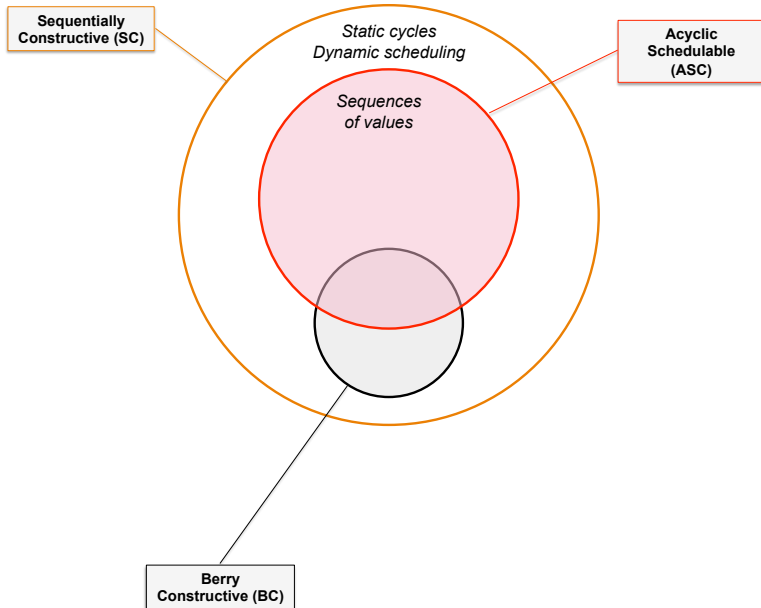 Sequentially
Constructive (SC)
Static cycles
Dynamic scheduling
Acyclic
Schedulable
(ASC)
Sequences
of values
Berry
Constructive (BC)